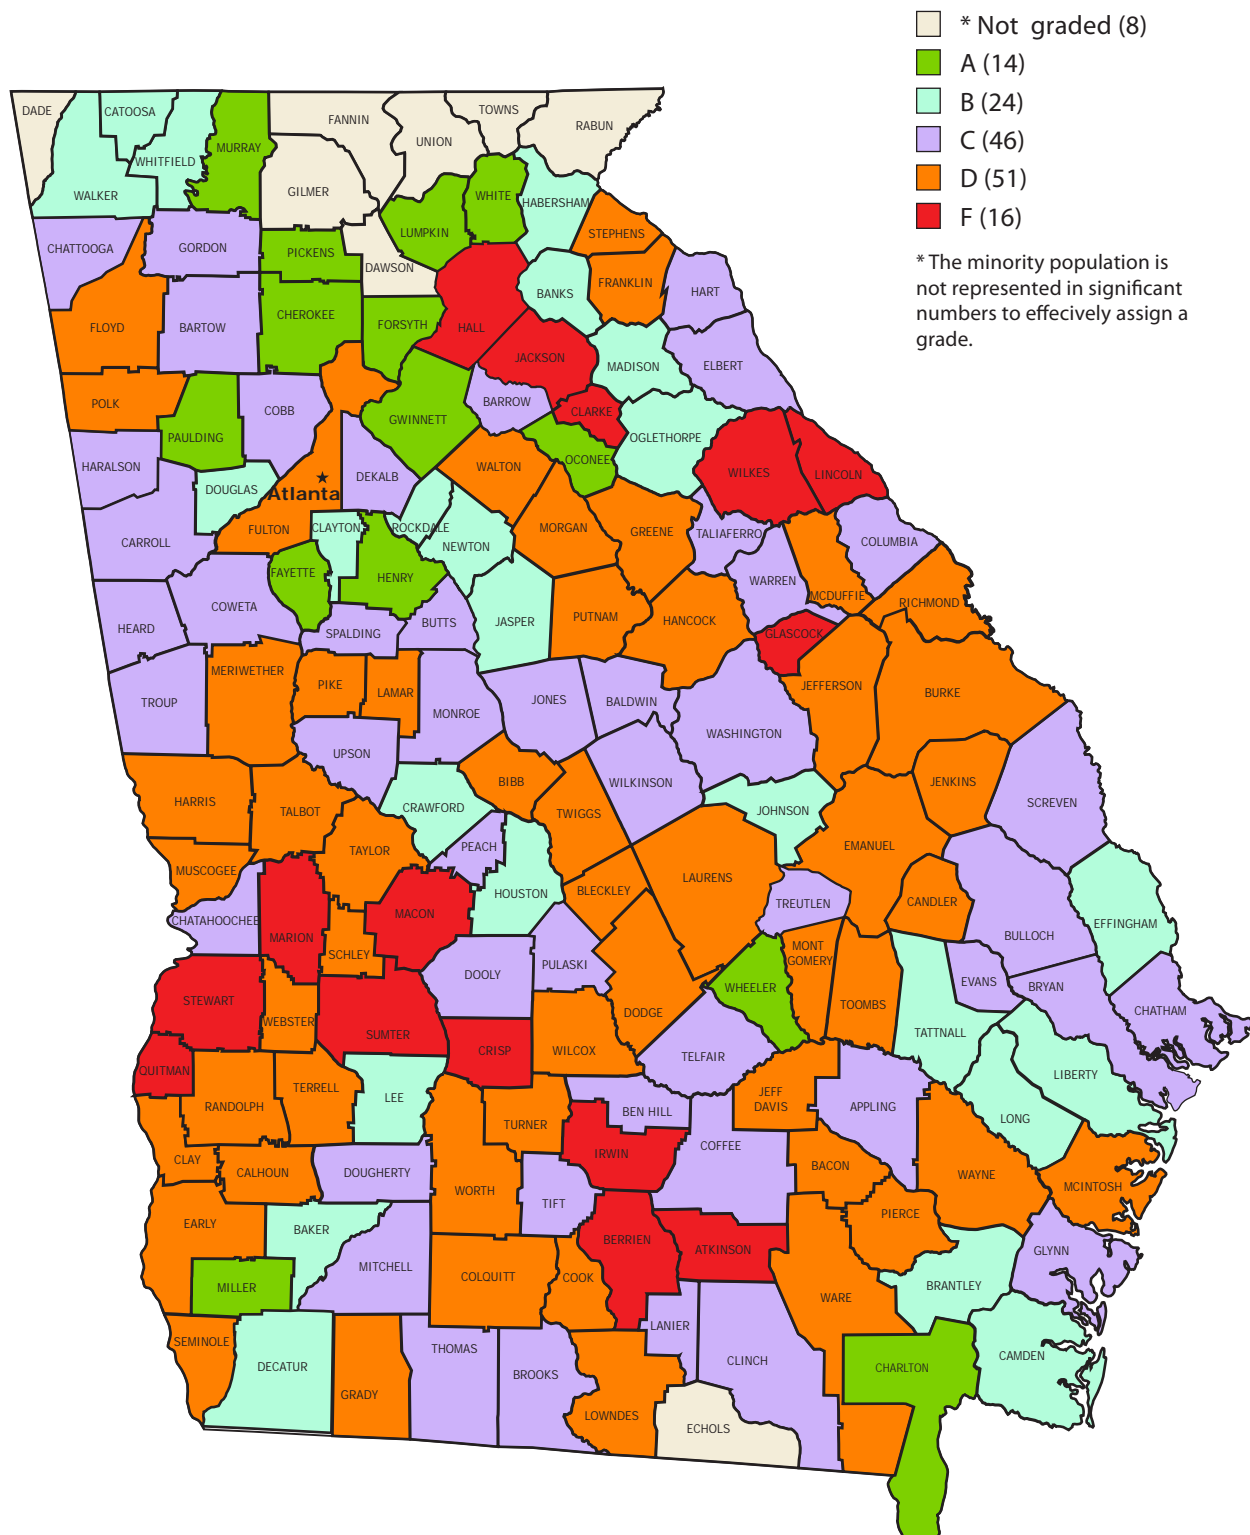 * Not graded (8)
A (14)
B (24)
C (46)
D (51)
F (16)
* The minority population is
not represented in significant
numbers to effecively assign a
grade.
DADE
CATOOSA
WHITFIELD
WALKER
MURRAY
FANNIN
GILMER
UNION
TOWNS
RABUN
WHITE
HABERSHAM
LUMPKIN
STEPHENS
CHATTOOGA
GORDON
PICKENS
DAWSON
BANKS
FRANKLIN
HART
FLOYD
BARTOW
CHEROKEE
FORSYTH
HALL
JACKSON
MADISON
ELBERT
POLK
PAULDING
COBB
GWINNETT
BARROW
CLARKE
OGLETHORPE
HARALSON
DOUGLAS
Atlanta
DEKALB
WALTON
OCONEE
WILKES
LINCOLN
CARROLL
FULTON
CLAYTON
ROCKDALE
NEWTON
MORGAN
GREENE
TALIAFERRO
COLUMBIA
HEARD
COWETA
FAYETTE
HENRY
SPALDING
BUTTS
JASPER
PUTNAM
HANCOCK
WARREN
MCDUFFIE
RICHMOND
GLASCOCK
TROUP
MERIWETHER
PIKE
LAMAR
MONROE
JONES
BALDWIN
WASHINGTON
JEFFERSON
BURKE
UPSON
HARRIS
TALBOT
CRAWFORD
BIBB
TWIGGS
WILKINSON
JOHNSON
JENKINS
SCREVEN
MUSCOGEE
TAYLOR
PEACH
HOUSTON
BLECKLEY
LAURENS
EMANUEL
TREUTLEN
CANDLER
BULLOCH
EFFINGHAM
CHATAHOOCHEE
MARION
SCHLEY
MACON
DOOLY
PULASKI
WHEELER
MONT
GOMERY
TOOMBS
TATTNALL
EVANS
BRYAN
CHATHAM
STEWART
WEBSTER
SUMTER
CRISP
WILCOX
DODGE
TELFAIR
QUITMAN
RANDOLPH
TERRELL
LEE
TURNER
BEN HILL
JEFF
DAVIS
APPLING
LONG
LIBERTY
CLAY
CALHOUN
DOUGHERTY
WORTH
TIFT
IRWIN
COFFEE
BACON
WAYNE
MCINTOSH
EARLY
BAKER
MITCHELL
BERRIEN
ATKINSON
PIERCE
GLYNN
MILLER
COLQUITT
COOK
WARE
BRANTLEY
SEMINOLE
DECATUR
GRADY
THOMAS
BROOKS
LANIER
LOWNDES
ECHOLS
CLINCH
CHARLTON
CAMDEN